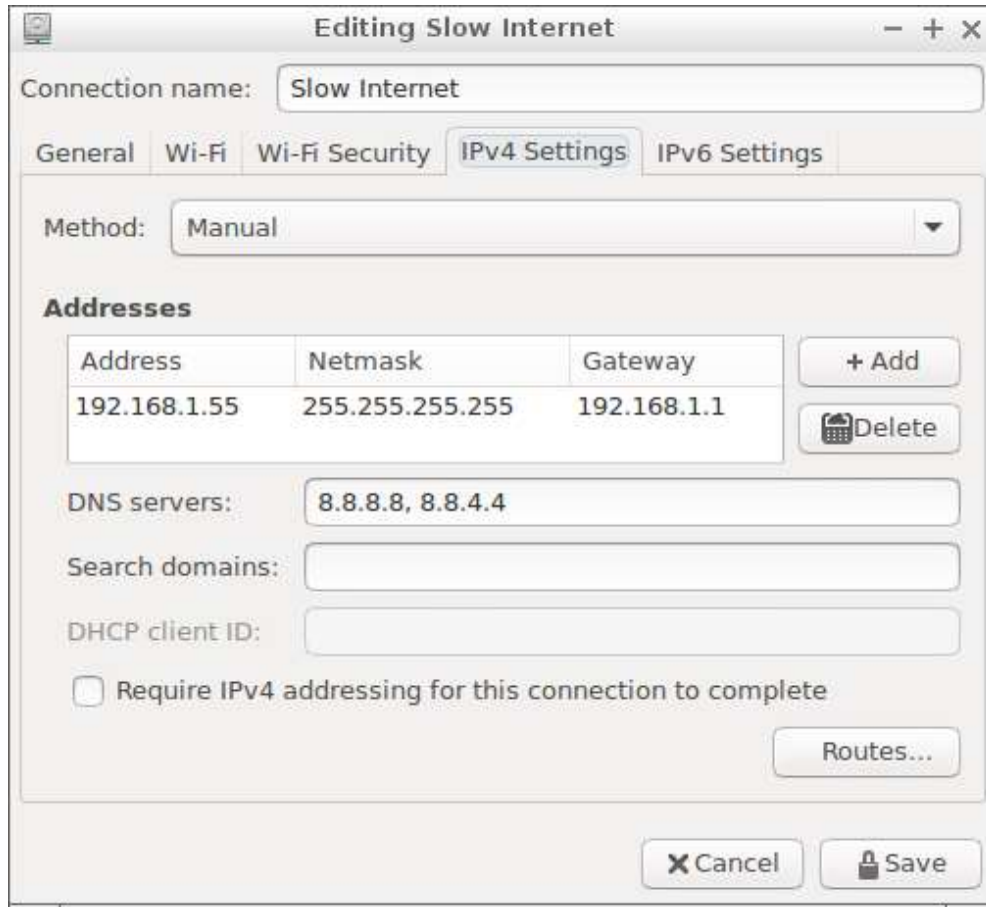 Editing Slow Internet
Connection name: Slow Internet
General Wi-Fi Wi-Fi Security IPv4 Settings IPv6 Settings
Method: Manual
Addresses
Address Netmask Gateway + Add
192.168.1.55 255.255.255.255 192.168.1.1
Delete
DNS servers: 8.8.8.8, 8.8.4.4
Search domains:
DHCP client ID:
Require IPv4 addressing for this connection to complete
Routes...
Cancel Save